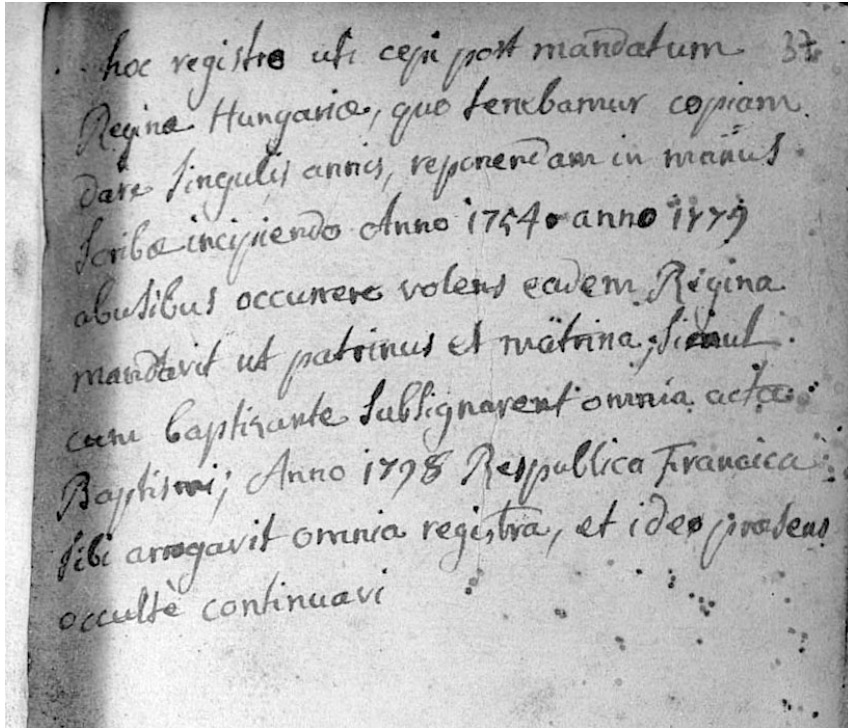 hoc registro uti cepi post mandatum 37
Reginæ Hungariæ, quo tenebamur copiam
dare singulis annis, reponendam in manus
scribæ incipiendo Anno 1754 anno 1779
abusibus occurrere volens eadem Regina
mandavit ut patrinus et matrina, simul
cum baptizante subsignarent omnia acta
Baptismi; Anno 1798 Respublica Francica
sibi arrogavit omnia registra, et ideo præsens
occultè continuavi